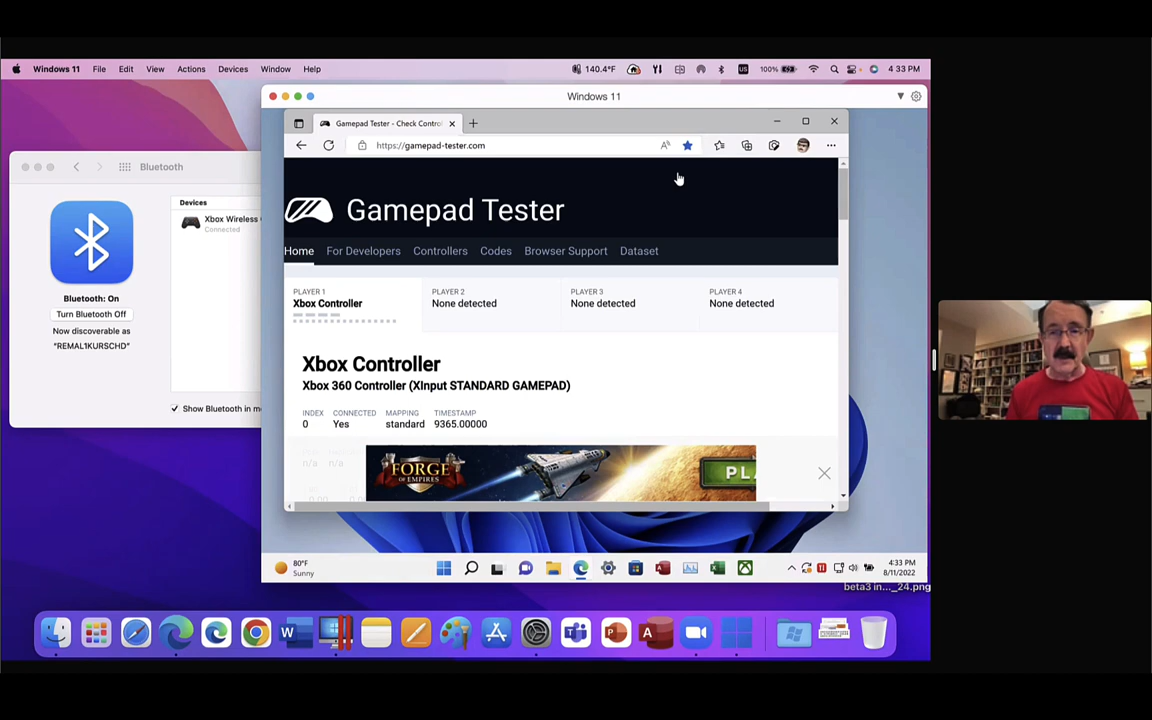 Windows 11 File Edit View Actions Devices Window Help 140.4°F US 100% 4:33 PM
Windows 11
Gamepad Tester - Check Contro
https://gamepad-tester.com
Bluetooth
Bluetooth: On
Turn Bluetooth Off
Now discoverable as
"REMAL1KURSCHD"
Devices
Xbox Wireless
Connected
Show Bluetooth in m
Gamepad Tester
Home For Developers Controllers Codes Browser Support Dataset
PLAYER 1 PLAYER 2 PLAYER 3 PLAYER 4
Xbox Controller None detected None detected None detected
Xbox Controller
Xbox 360 Controller (XInput STANDARD GAMEPAD)
INDEX CONNECTED MAPPING TIMESTAMP
0 Yes standard 9365.00000
n/a n/a
FORGE
OF EMPIRES
PL
80°F
Sunny
11
4:33 PM
8/11/2022
beta3 in..._24.png
W T P A